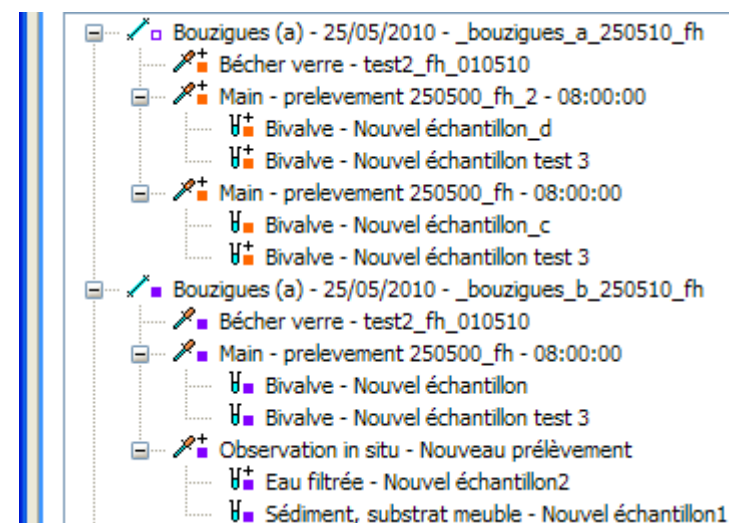 Bouzigues (a) - 25/05/2010 - _bouzigues_a_250510_fh
Bécher verre - test2_fh_010510
Main - prelevement 250500_fh_2 - 08:00:00
Bivalve - Nouvel échantillon_d
Bivalve - Nouvel échantillon test 3
Main - prelevement 250500_fh - 08:00:00
Bivalve - Nouvel échantillon_c
Bivalve - Nouvel échantillon test 3
Bouzigues (a) - 25/05/2010 - _bouzigues_b_250510_fh
Bécher verre - test2_fh_010510
Main - prelevement 250500_fh - 08:00:00
Bivalve - Nouvel échantillon
Bivalve - Nouvel échantillon test 3
Observation in situ - Nouveau prélèvement
Eau filtrée - Nouvel échantillon2
Sédiment, substrat meuble - Nouvel échantillon1